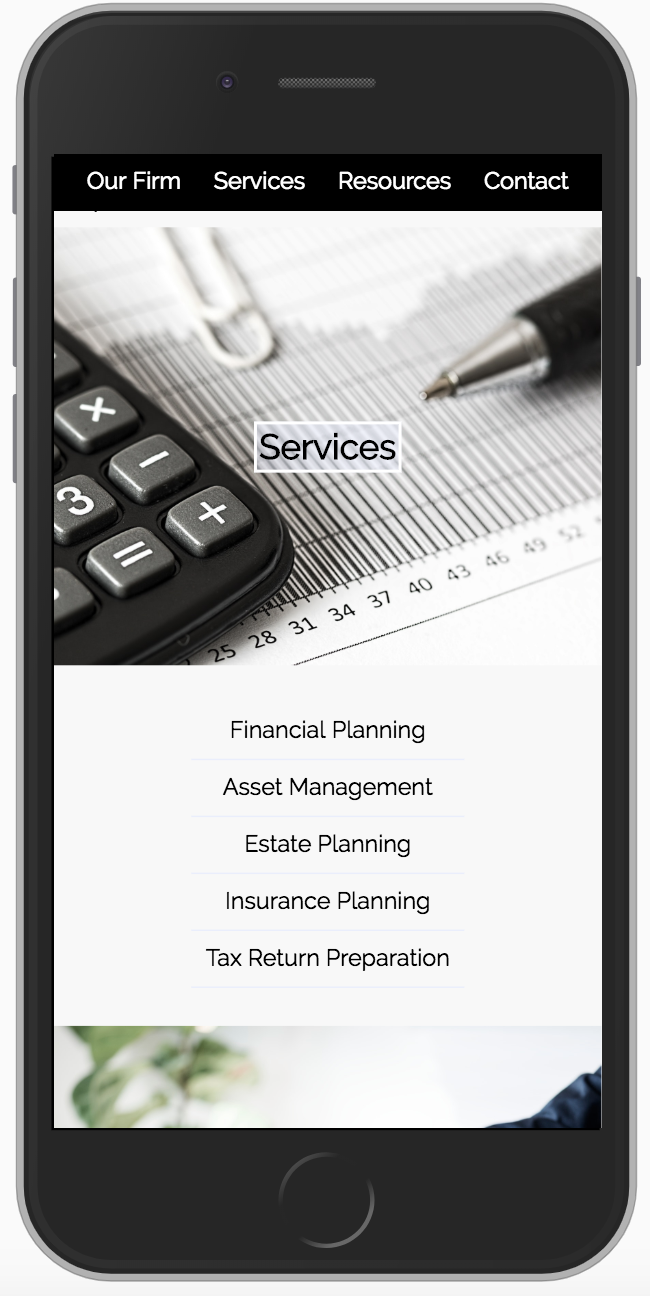 Our Firm Services Resources Contact
Services
× − 3 + =
25 28 31 34 37 40 43 46 49 52
Financial Planning
Asset Management
Estate Planning
Insurance Planning
Tax Return Preparation